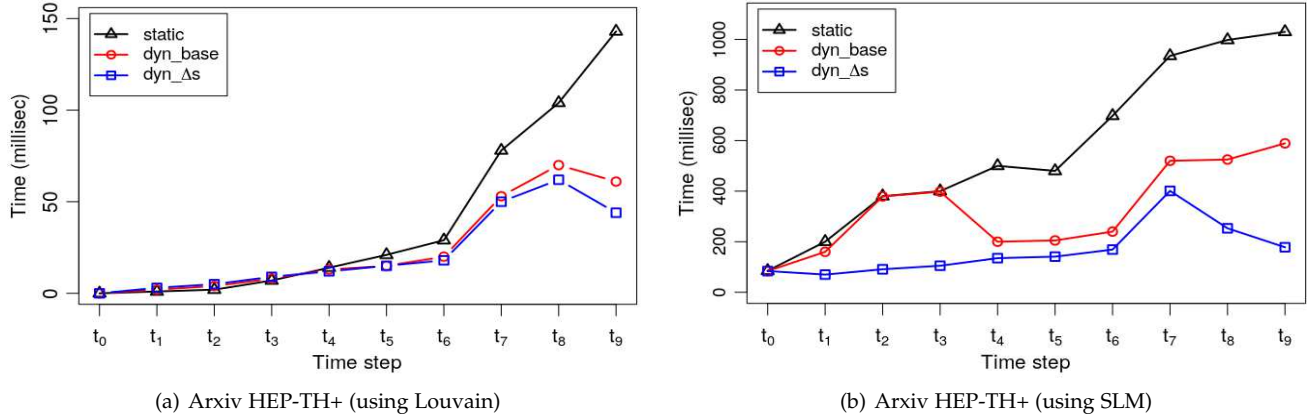 150
100
50
0
Time (millisec)
static
dyn_base
dyn_Δs
t0 t1 t2 t3 t4 t5 t6 t7 t8 t9
Time step
(a) Arxiv HEP-TH+ (using Louvain)
1000
800
600
400
200
0
Time (millisec)
static
dyn_base
dyn_Δs
t0 t1 t2 t3 t4 t5 t6 t7 t8 t9
Time step
(b) Arxiv HEP-TH+ (using SLM)